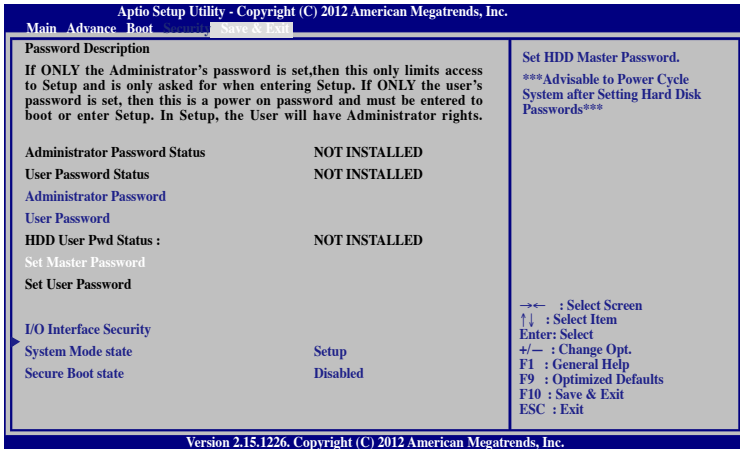 Aptio Setup Utility - Copyright (C) 2012 American Megatrends, Inc.
Main Advance Boot Security Save & Exit
Password Description
If ONLY the Administrator's password is set,then this only limits access
to Setup and is only asked for when entering Setup. If ONLY the user's
password is set, then this is a power on password and must be entered to
boot or enter Setup. In Setup, the User will have Administrator rights.
Administrator Password Status NOT INSTALLED
User Password Status NOT INSTALLED
Administrator Password
User Password
HDD User Pwd Status : NOT INSTALLED
Set Master Password
Set User Password
I/O Interface Security
System Mode state Setup
Secure Boot state Disabled
Set HDD Master Password.
***Advisable to Power Cycle
System after Setting Hard Disk
Passwords***
→← : Select Screen
↑↓ : Select Item
Enter: Select
+/— : Change Opt.
F1 : General Help
F9 : Optimized Defaults
F10 : Save & Exit
ESC : Exit
Version 2.15.1226. Copyright (C) 2012 American Megatrends, Inc.